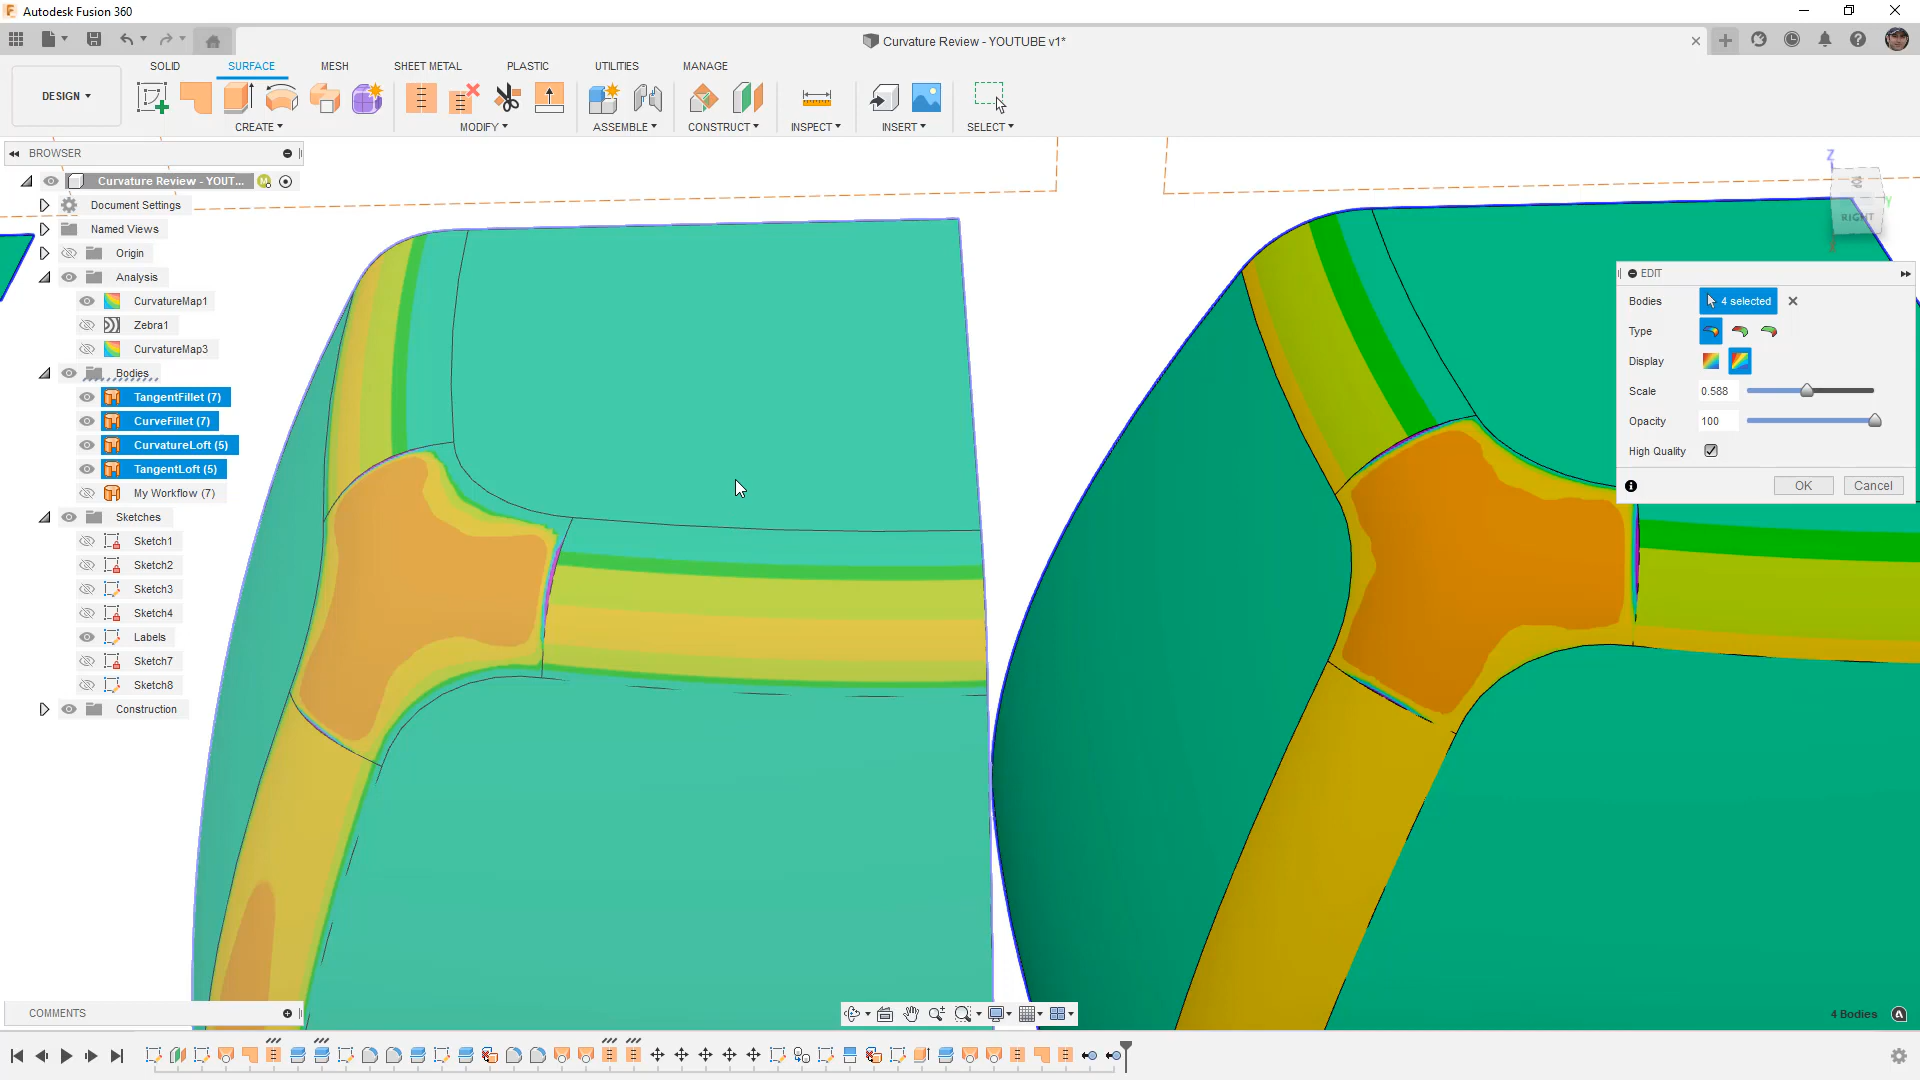 Autodesk Fusion 360
Curvature Review - YOUTUBE v1*
SOLID
SURFACE
MESH
SHEET METAL
PLASTIC
UTILITIES
MANAGE
DESIGN
CREATE
MODIFY
ASSEMBLE
CONSTRUCT
INSPECT
INSERT
SELECT
BROWSER
Curvature Review - YOUT...
Document Settings
Named Views
Origin
Analysis
CurvatureMap1
Zebra1
CurvatureMap3
Bodies
TangentFillet (7)
CurveFillet (7)
CurvatureLoft (5)
TangentLoft (5)
My Workflow (7)
Sketches
Sketch1
Sketch2
Sketch3
Sketch4
Labels
Sketch7
Sketch8
Construction
Z
Y
RIGHT
EDIT
Bodies
4 selected
Type
Display
Scale
0.588
Opacity
100
High Quality
OK
Cancel
COMMENTS
4 Bodies